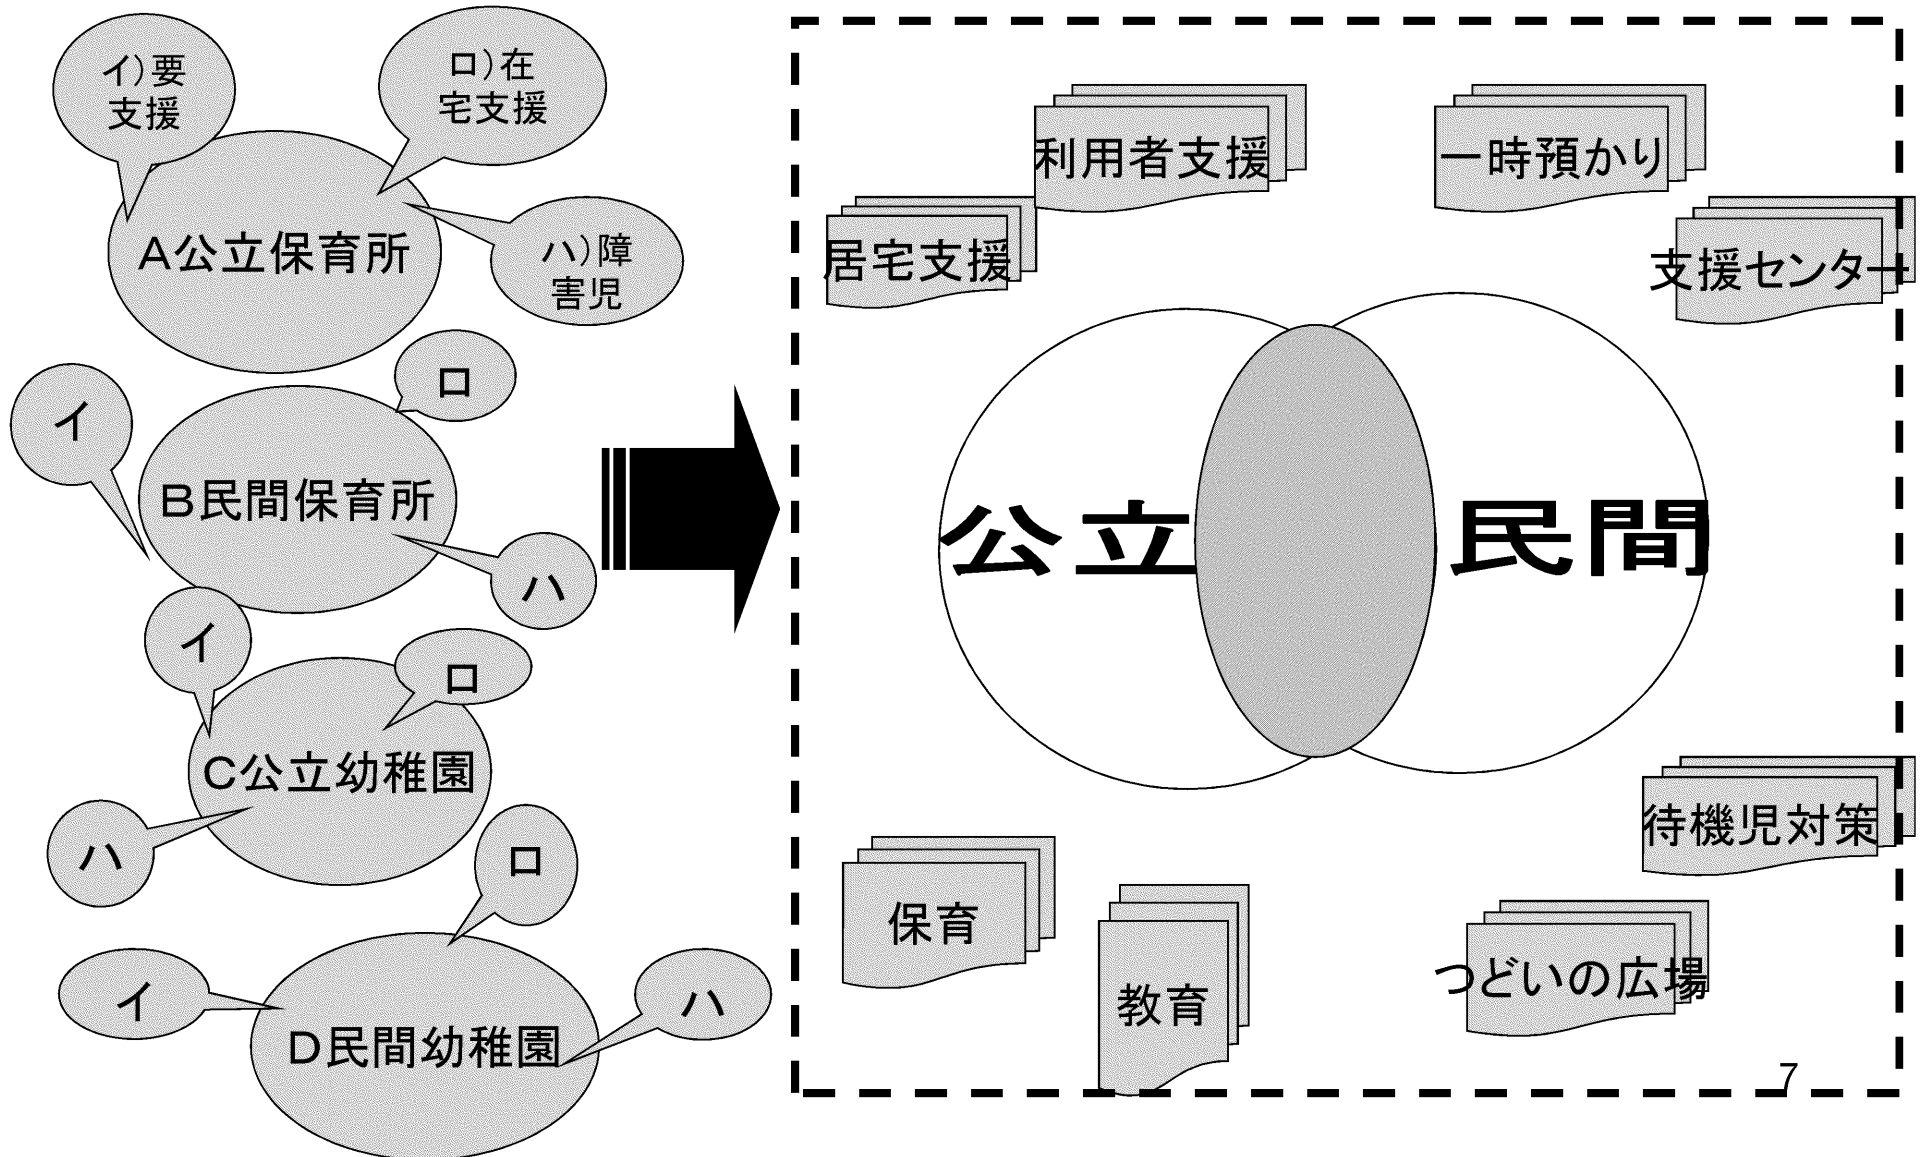 イ）要
支援
ロ）在
宅支援
A公立保育所
ハ）障
害児
ロ
イ
B民間保育所
ハ
イ
ロ
C公立幼稚園
ハ
ロ
イ
ハ
D民間幼稚園
利用者支援
一時預かり
居宅支援
支援センター
公立
民間
待機児対策
保育
教育
つどいの広場
7